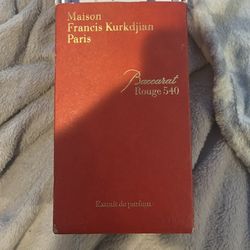 Maison
Francis Kurkdjian
Paris
Baccarat
Rouge 540
Extrait de parfum